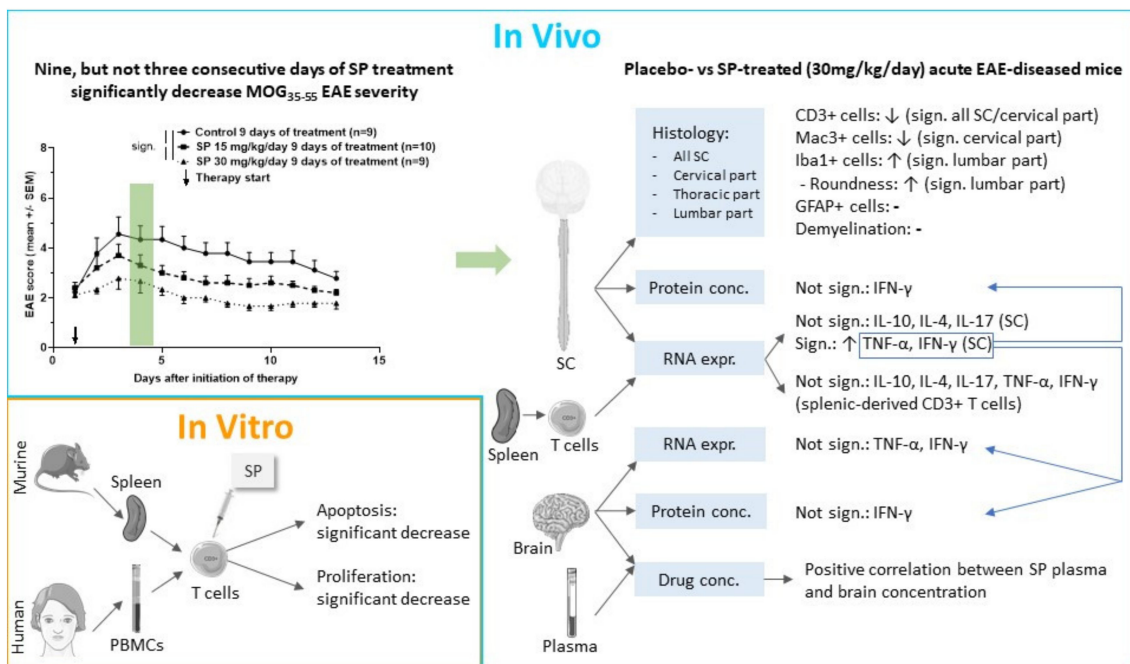 In Vivo
Nine, but not three consecutive days of SP treatment
significantly decrease MOG35-55 EAE severity
sign.
Control 9 days of treatment (n=9)
SP 15 mg/kg/day 9 days of treatment (n=10)
SP 30 mg/kg/day 9 days of treatment (n=9)
Therapy start
EAE score (mean +/- SEM)
8
6
4
2
0
0
5
10
15
Days after initiation of therapy
Placebo- vs SP-treated (30mg/kg/day) acute EAE-diseased mice
Histology:
- All SC
- Cervical part
- Thoracic part
- Lumbar part
CD3+ cells: ↓ (sign. all SC/cervical part)
Mac3+ cells: ↓ (sign. cervical part)
Iba1+ cells: ↑ (sign. lumbar part)
- Roundness: ↑ (sign. lumbar part)
GFAP+ cells: -
Demyelination: -
SC
Protein conc.
Not sign.: IFN-γ
RNA expr.
Not sign.: IL-10, IL-4, IL-17 (SC)
Sign.: ↑ TNF-α, IFN-γ (SC)
Not sign.: IL-10, IL-4, IL-17, TNF-α, IFN-γ
(splenic-derived CD3+ T cells)
Spleen
CD3+
T cells
RNA expr.
Not sign.: TNF-α, IFN-γ
Brain
Protein conc.
Not sign.: IFN-γ
Drug conc.
Positive correlation between SP plasma
and brain concentration
Plasma
In Vitro
Murine
Spleen
SP
CD3+
T cells
Apoptosis:
significant decrease
Proliferation:
significant decrease
Human
PBMCs